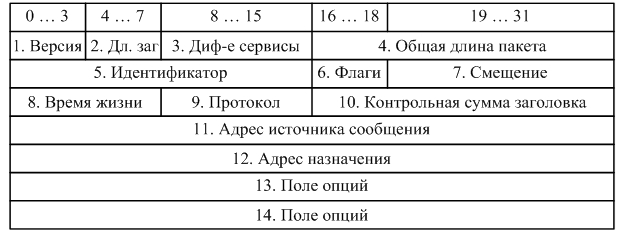 0 … 3 4 … 7 8 … 15 16 … 18 19 … 31
1. Версия 2. Дл. заг 3. Диф-е сервисы 4. Общая длина пакета
5. Идентификатор 6. Флаги 7. Смещение
8. Время жизни 9. Протокол 10. Контрольная сумма заголовка
11. Адрес источника сообщения
12. Адрес назначения
13. Поле опций
14. Поле опций